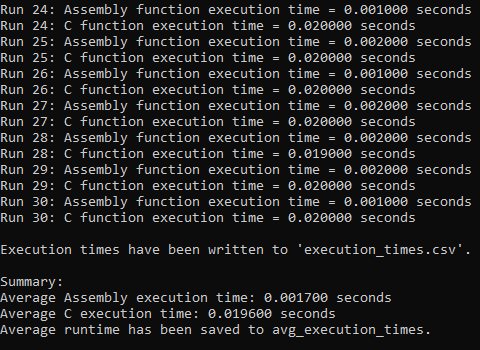 Run 24: Assembly function execution time = 0.001000 seconds
Run 24: C function execution time = 0.020000 seconds
Run 25: Assembly function execution time = 0.002000 seconds
Run 25: C function execution time = 0.020000 seconds
Run 26: Assembly function execution time = 0.001000 seconds
Run 26: C function execution time = 0.020000 seconds
Run 27: Assembly function execution time = 0.002000 seconds
Run 27: C function execution time = 0.020000 seconds
Run 28: Assembly function execution time = 0.002000 seconds
Run 28: C function execution time = 0.019000 seconds
Run 29: Assembly function execution time = 0.002000 seconds
Run 29: C function execution time = 0.020000 seconds
Run 30: Assembly function execution time = 0.001000 seconds
Run 30: C function execution time = 0.020000 seconds
Execution times have been written to 'execution_times.csv'.
Summary:
Average Assembly execution time: 0.001700 seconds
Average C execution time: 0.019600 seconds
Average runtime has been saved to avg_execution_times.